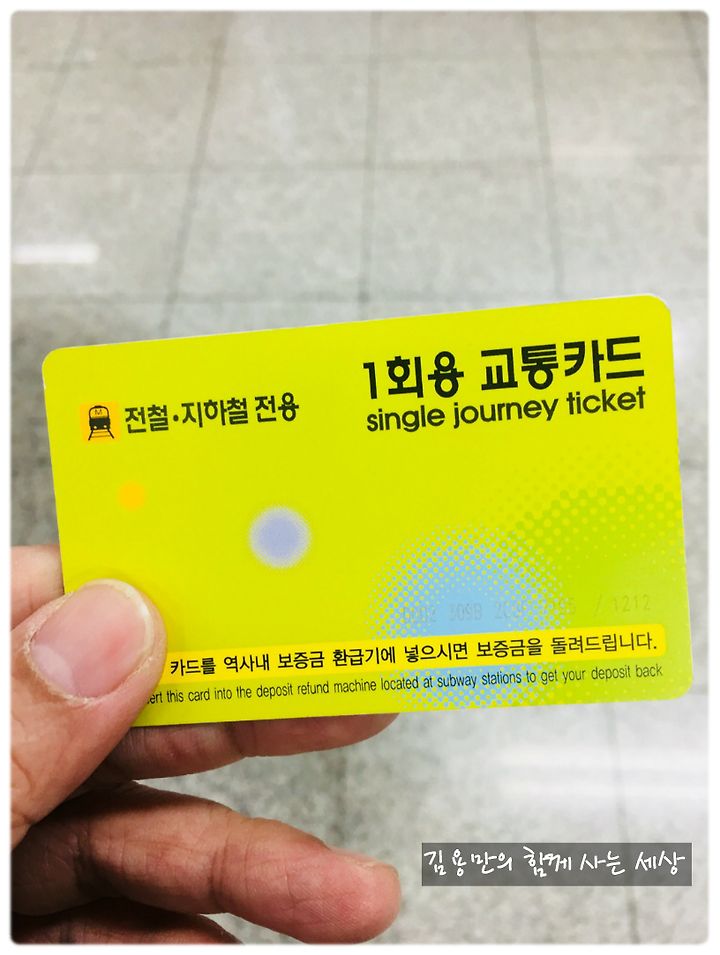 1회용 교통카드
전철·지하철 전용
single journey ticket
카드를 역사내 보증금 환급기에 넣으시면 보증금을 돌려드립니다.
this card into the deposit refund machine located at subway stations to get your deposit back
김용만의 함께 사는 세상